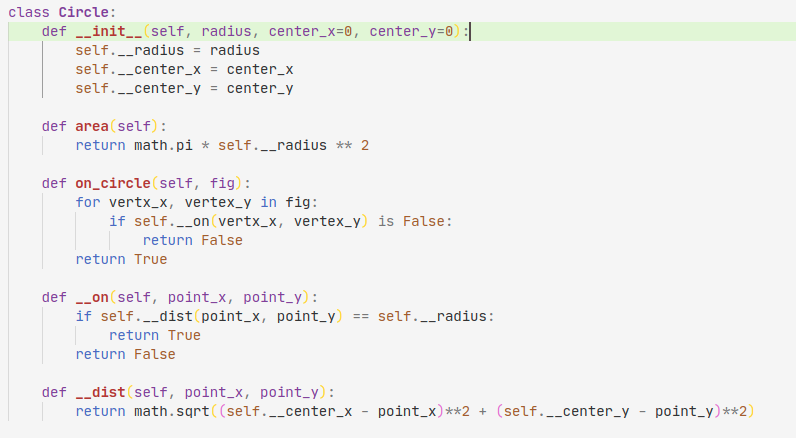 class Circle:
    def __init__(self, radius, center_x=0, center_y=0):
        self.__radius = radius
        self.__center_x = center_x
        self.__center_y = center_y

    def area(self):
        return math.pi * self.__radius ** 2

    def on_circle(self, fig):
        for vertx_x, vertex_y in fig:
            if self.__on(vertx_x, vertex_y) is False:
                return False
        return True

    def __on(self, point_x, point_y):
        if self.__dist(point_x, point_y) == self.__radius:
            return True
        return False

    def __dist(self, point_x, point_y):
        return math.sqrt((self.__center_x - point_x)**2 + (self.__center_y - point_y)**2)